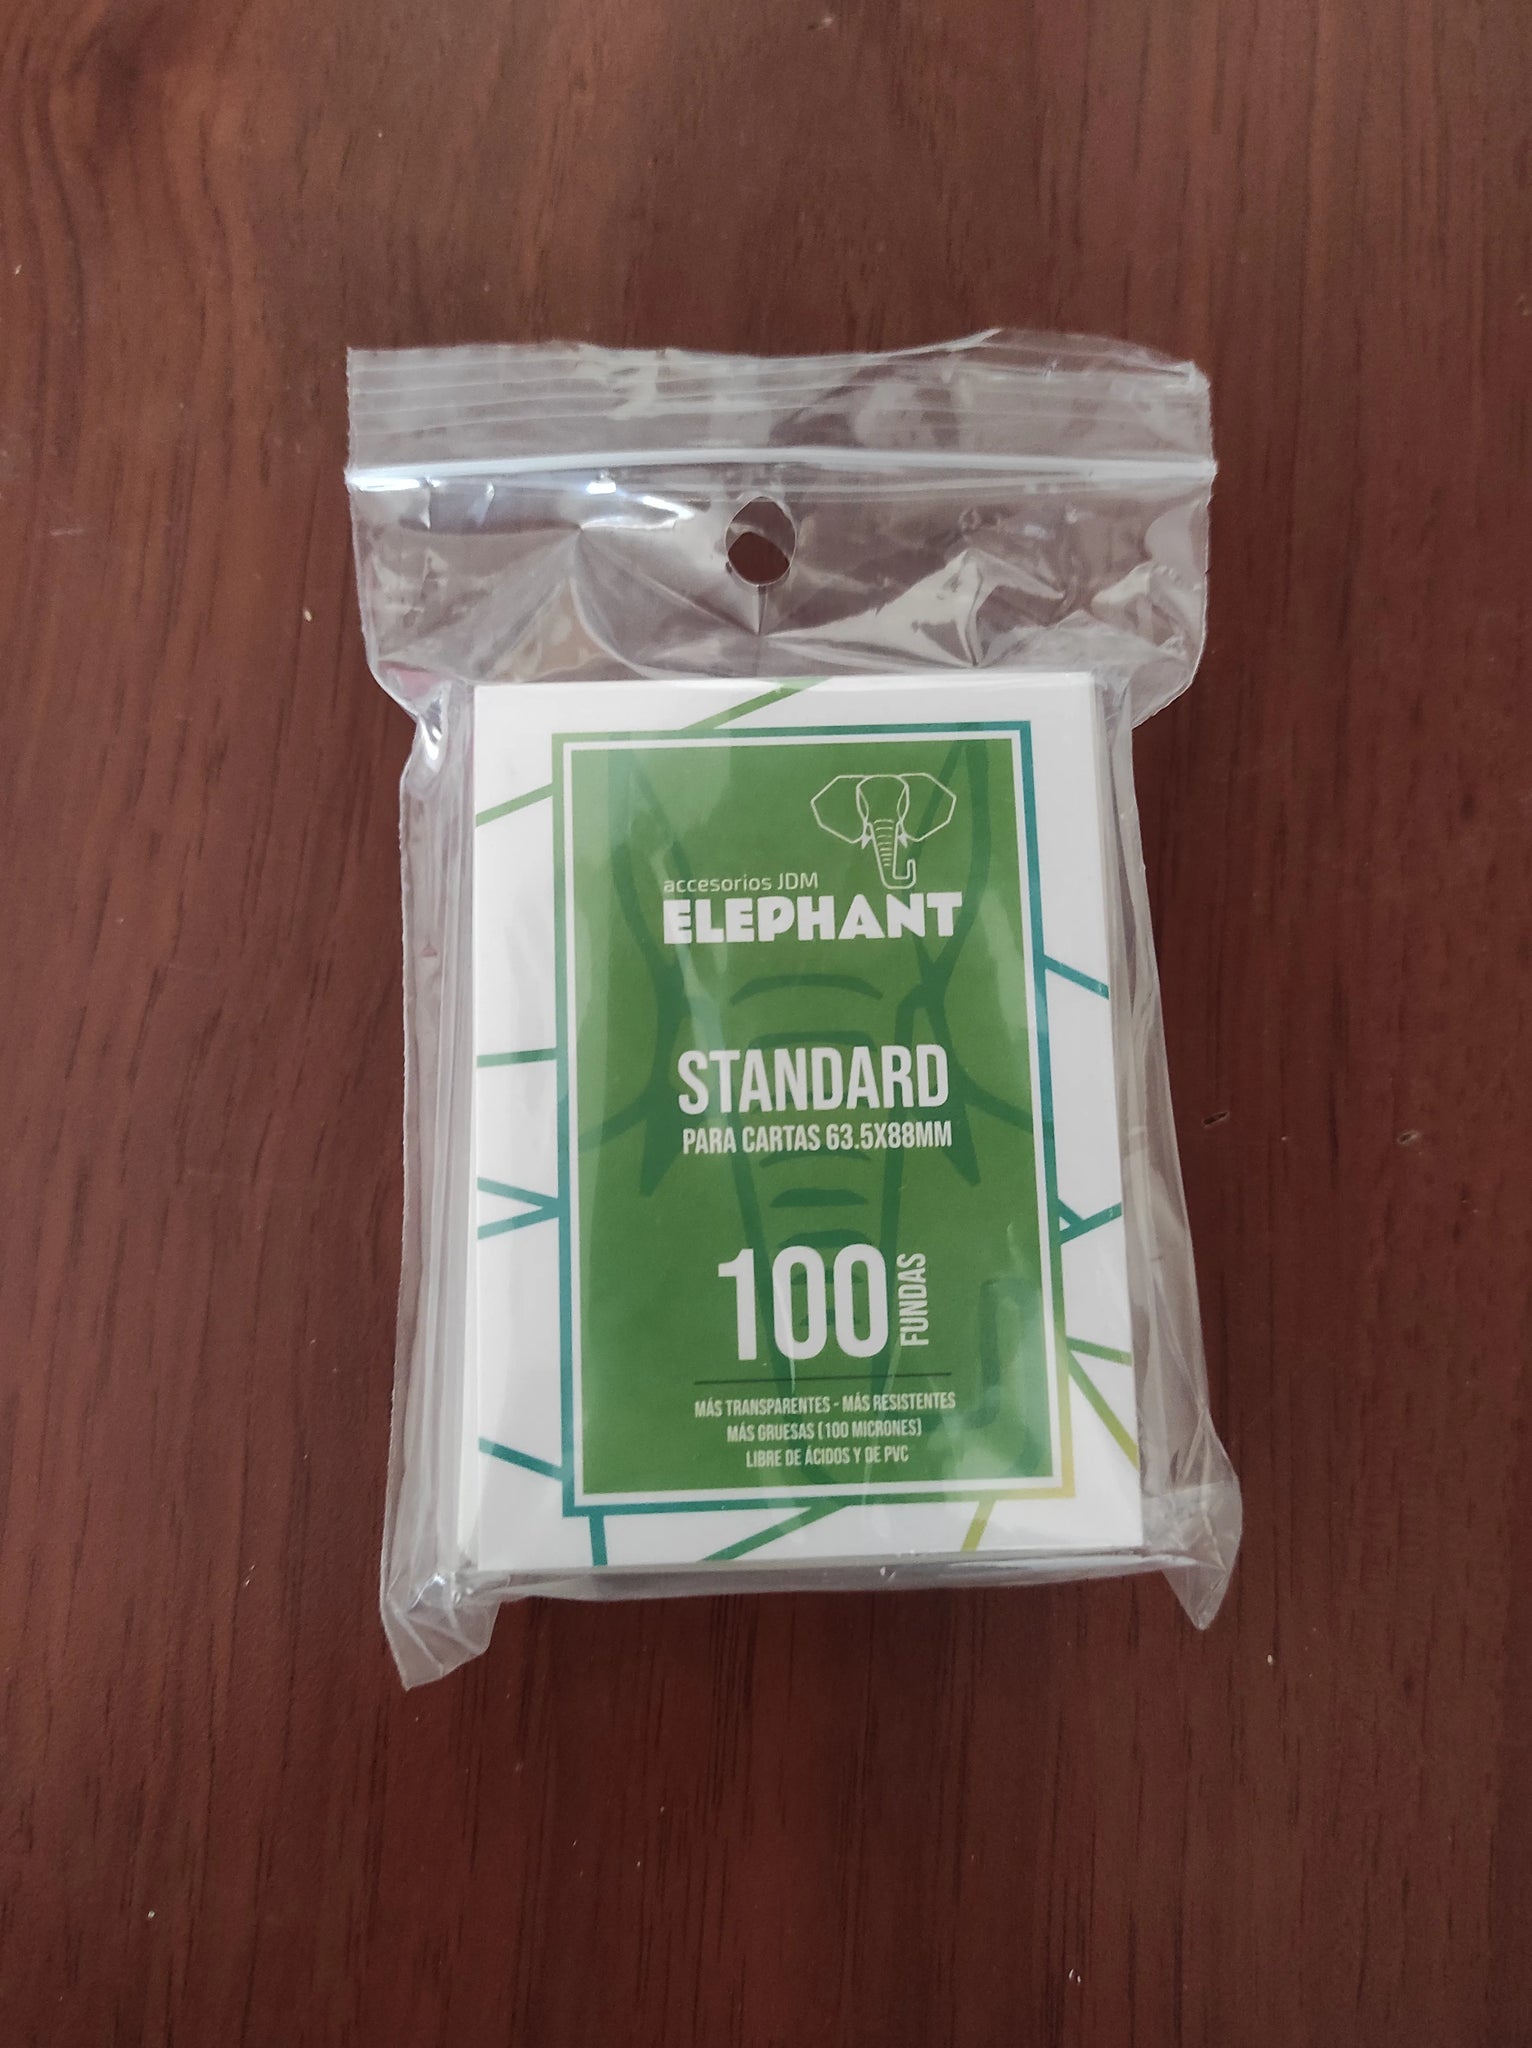 accesorios JDM
ELEPHANT
STANDARD
PARA CARTAS 63.5X88MM
100 FUNDAS
MÁS TRANSPARENTES - MÁS RESISTENTES
MÁS GRUESAS (100 MICRONES)
LIBRE DE ÁCIDOS Y DE PVC